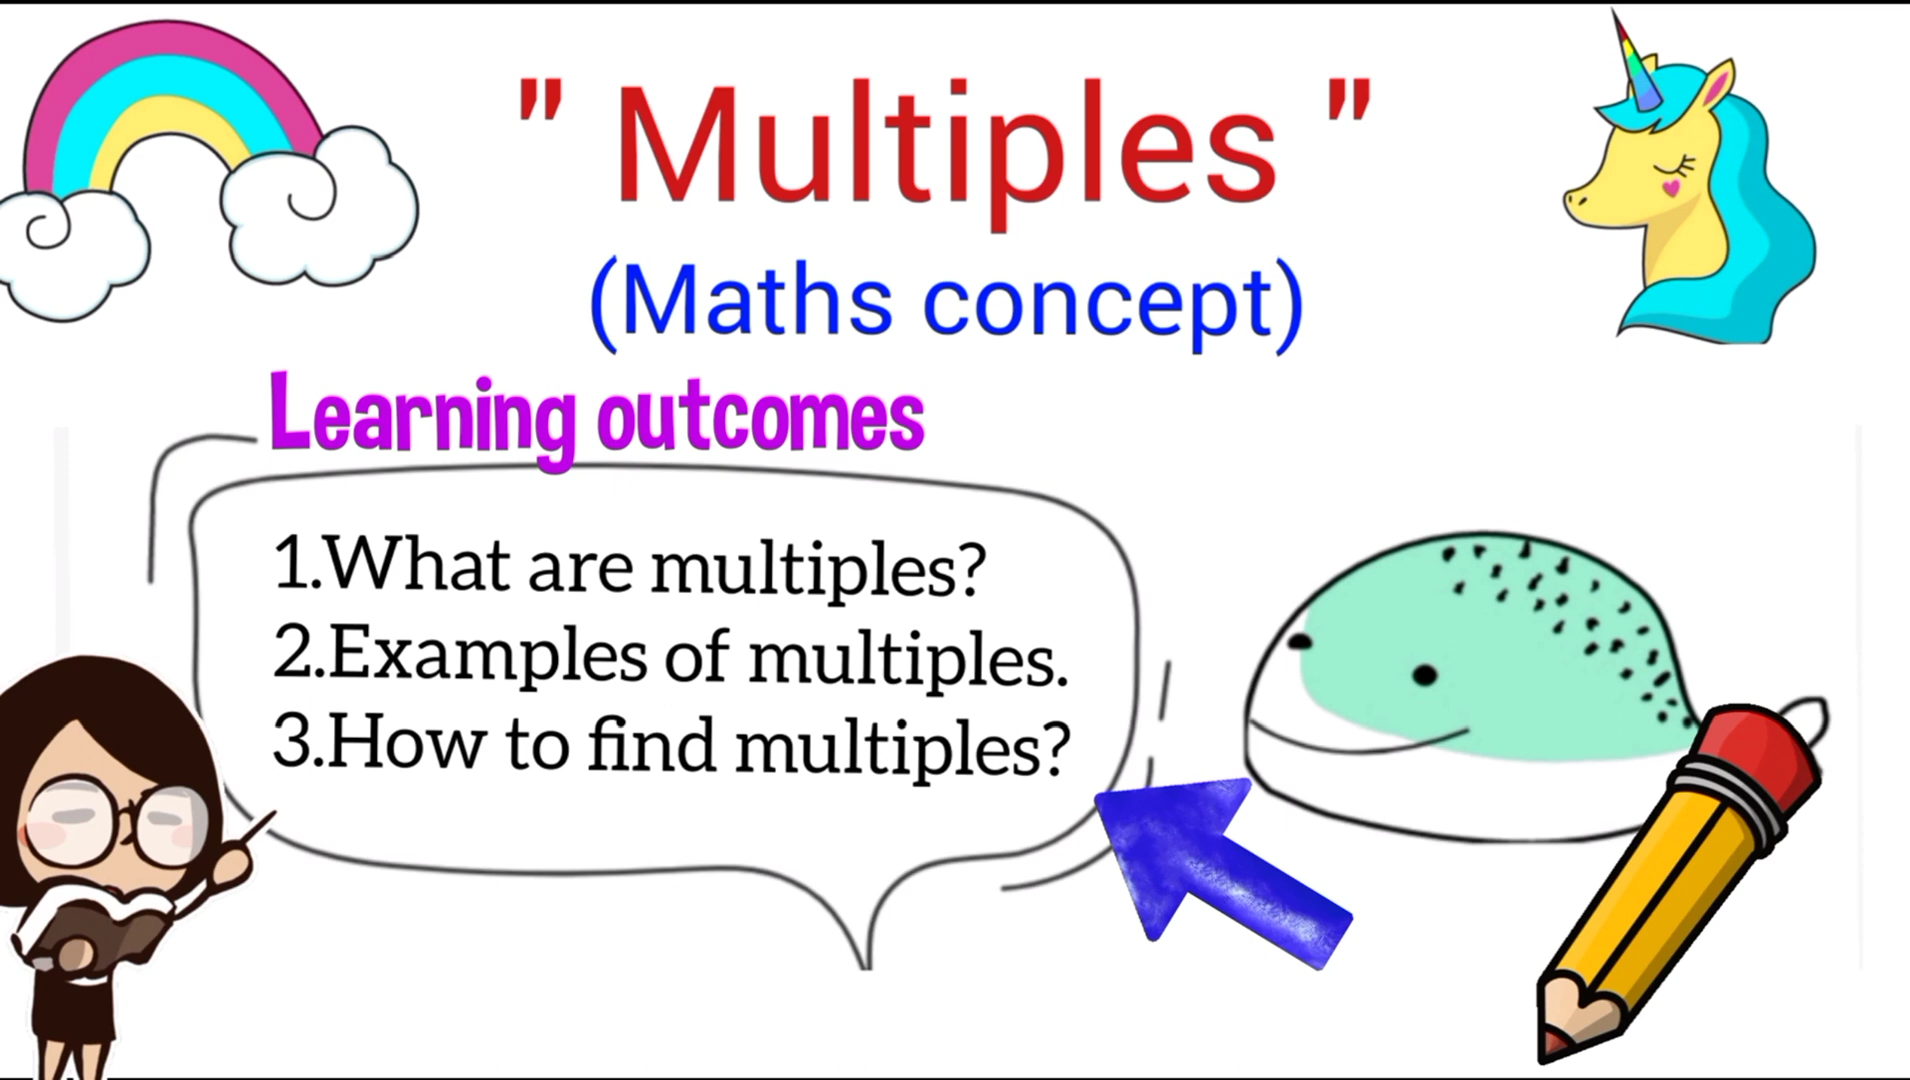 " Multiples "
(Maths concept)
Learning outcomes
1.What are multiples?
2.Examples of multiples.
3.How to find multiples?